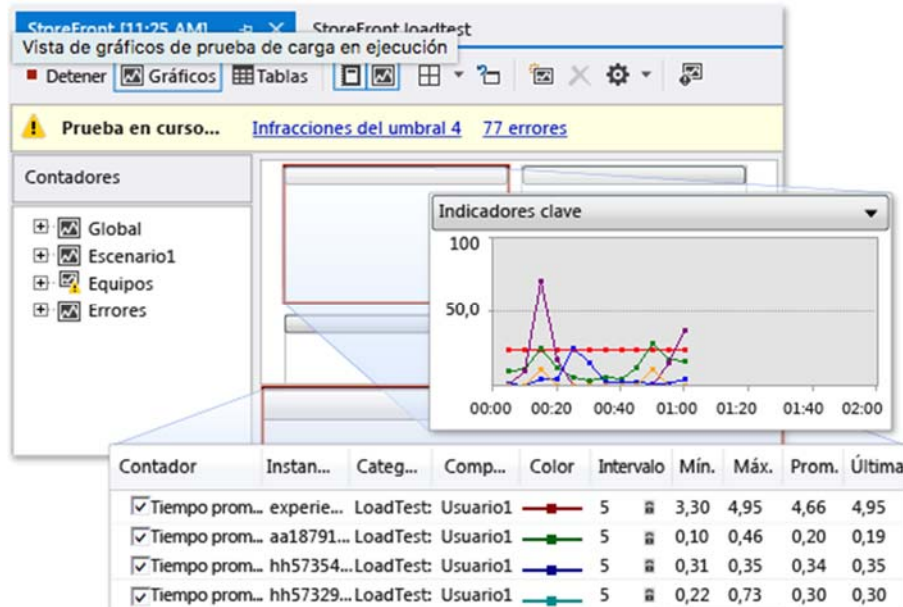 StoreFront [11:25 AM] StoreFront loadtest
Vista de gráficos de prueba de carga en ejecución
Detener Gráficos Tablas
Prueba en curso... Infracciones del umbral 4 77 errores
Contadores
Global
Escenario1
Equipos
Errores
Indicadores clave
100
50,0
00:00 00:20 00:40 01:00 01:20 01:40 02:00
Contador Instan... Categ... Comp... Color Intervalo Mín. Máx. Prom. Última
Tiempo prom... experie... LoadTest: Usuario1 5 3,30 4,95 4,66 4,95
Tiempo prom... aa18791... LoadTest: Usuario1 5 0,10 0,46 0,20 0,19
Tiempo prom... hh57354... LoadTest: Usuario1 5 0,31 0,35 0,34 0,35
Tiempo prom... hh57329... LoadTest: Usuario1 5 0,22 0,73 0,30 0,30